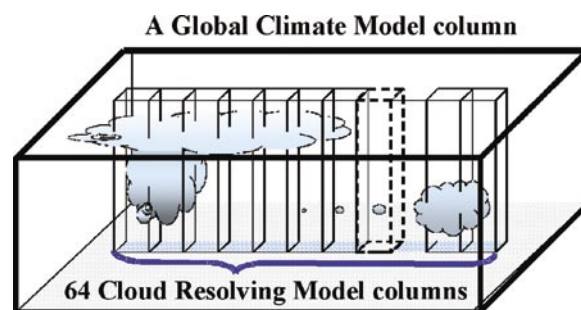 A Global Climate Model column
64 Cloud Resolving Model columns